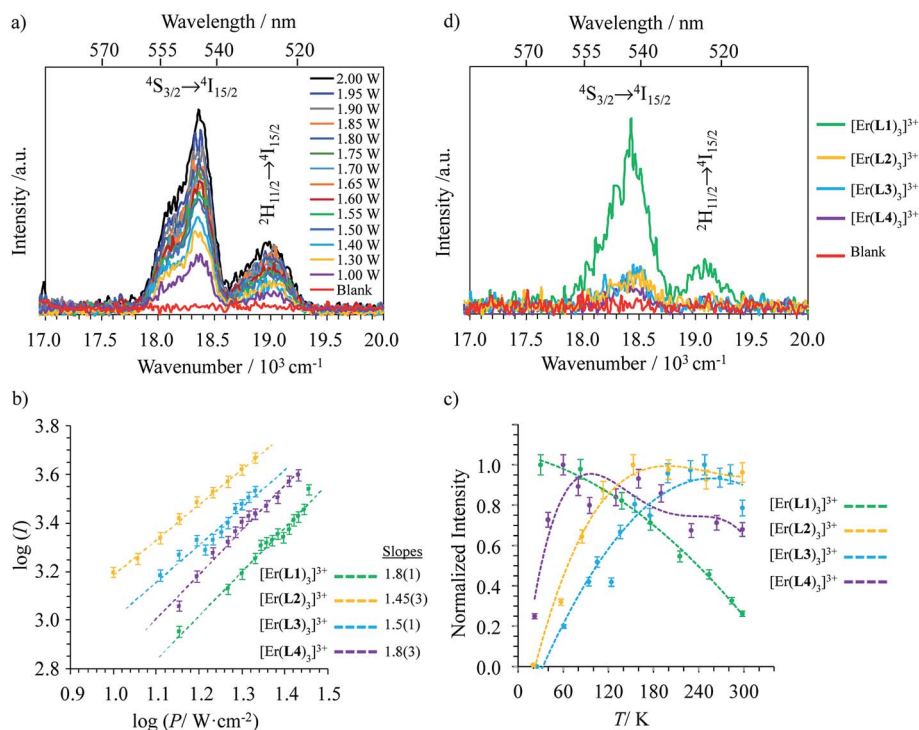 a)
Wavelength / nm
570 555 540 520
⁴S₃/₂→⁴I₁₅/₂
²H₁₁/₂→⁴I₁₅/₂
2.00 W
1.95 W
1.90 W
1.85 W
1.80 W
1.75 W
1.70 W
1.65 W
1.60 W
1.55 W
1.50 W
1.40 W
1.30 W
1.00 W
Blank
Intensity /a.u.
17.0 17.5 18.0 18.5 19.0 19.5 20.0
Wavenumber / 10³ cm⁻¹
d)
Wavelength / nm
570 555 540 520
⁴S₃/₂→⁴I₁₅/₂
²H₁₁/₂→⁴I₁₅/₂
[Er(L1)₃]³⁺
[Er(L2)₃]³⁺
[Er(L3)₃]³⁺
[Er(L4)₃]³⁺
Blank
Intensity /a.u.
17.0 17.5 18.0 18.5 19.0 19.5 20.0
Wavenumber / 10³ cm⁻¹
b)
log (I)
3.8
3.6
3.4
3.2
3.0
2.8
Slopes
[Er(L1)₃]³⁺ 1.8(1)
[Er(L2)₃]³⁺ 1.45(3)
[Er(L3)₃]³⁺ 1.5(1)
[Er(L4)₃]³⁺ 1.8(3)
0.9 1.0 1.1 1.2 1.3 1.4 1.5
log (P/ W·cm⁻²)
c)
Normalized Intensity
1.0
0.8
0.6
0.4
0.2
0.0
[Er(L1)₃]³⁺
[Er(L2)₃]³⁺
[Er(L3)₃]³⁺
[Er(L4)₃]³⁺
0 60 120 180 240 300
T/ K